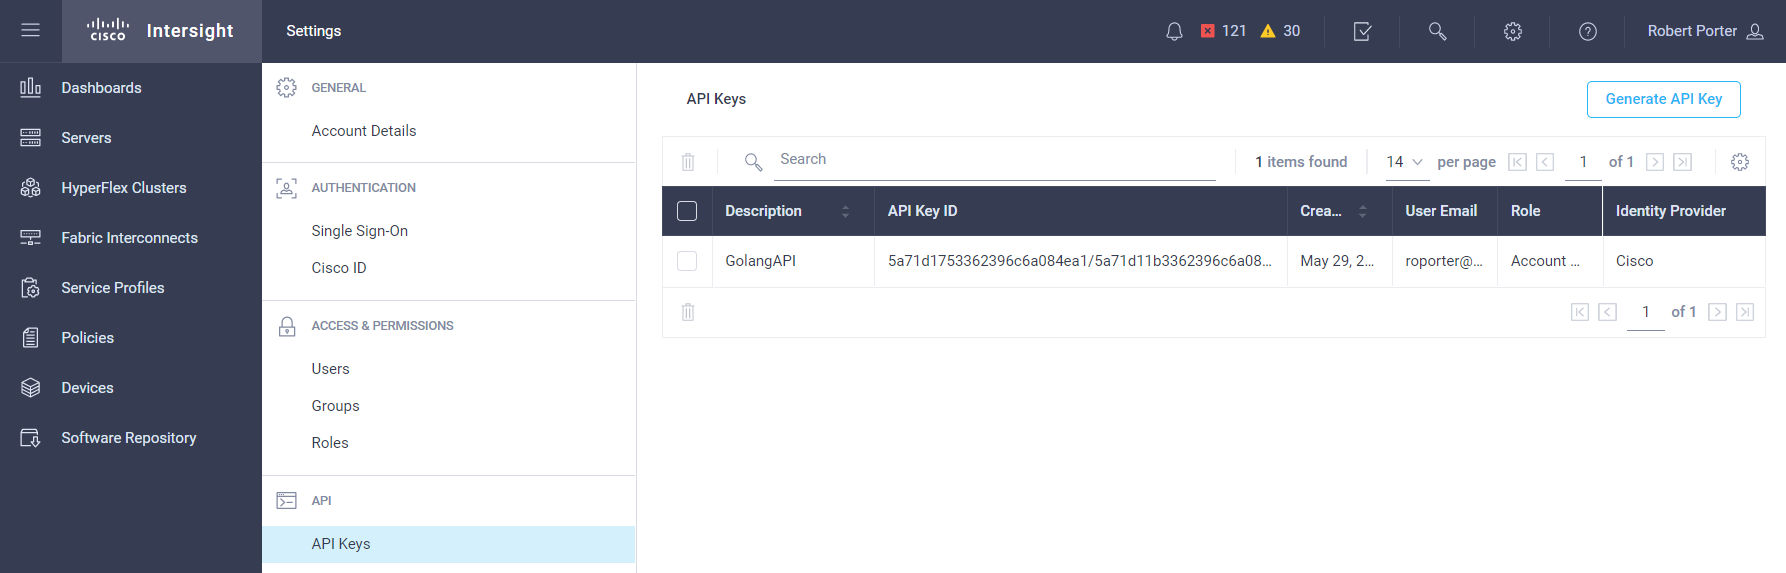 cisco Intersight Settings 121 30 Robert Porter
Dashboards
Servers
HyperFlex Clusters
Fabric Interconnects
Service Profiles
Policies
Devices
Software Repository
GENERAL
Account Details
AUTHENTICATION
Single Sign-On
Cisco ID
ACCESS & PERMISSIONS
Users
Groups
Roles
API
API Keys
API Keys Generate API Key
Search 1 items found 14 per page 1 of 1
Description API Key ID Crea... User Email Role Identity Provider
GolangAPI 5a71d1753362396c6a084ea1/5a71d11b3362396c6a08... May 29, 2... roporter@... Account ... Cisco
1 of 1